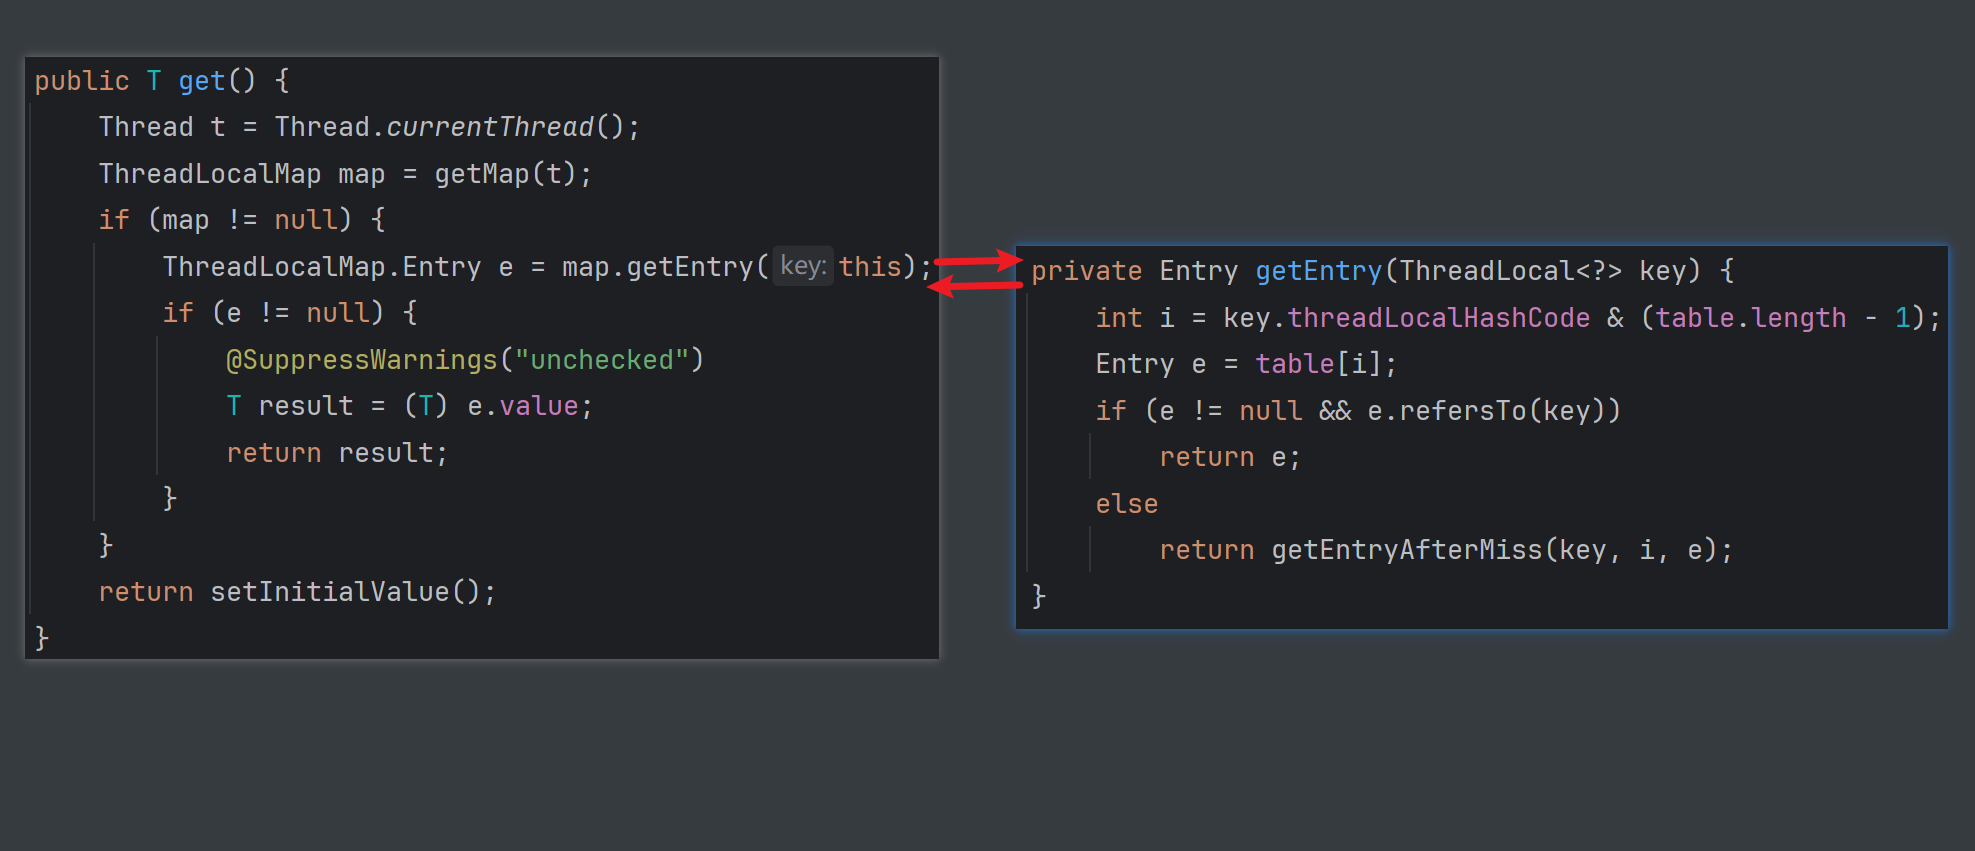 public T get() {
Thread t = Thread.currentThread();
ThreadLocalMap map = getMap(t);
if (map != null) {
ThreadLocalMap.Entry e = map.getEntry( key: this);
if (e != null) {
@SuppressWarnings("unchecked")
T result = (T) e.value;
return result;
}
}
return setInitialValue();
}
private Entry getEntry(ThreadLocal<?> key) {
int i = key.threadLocalHashCode & (table.length - 1);
Entry e = table[i];
if (e != null && e.refersTo(key))
return e;
else
return getEntryAfterMiss(key, i, e);
}